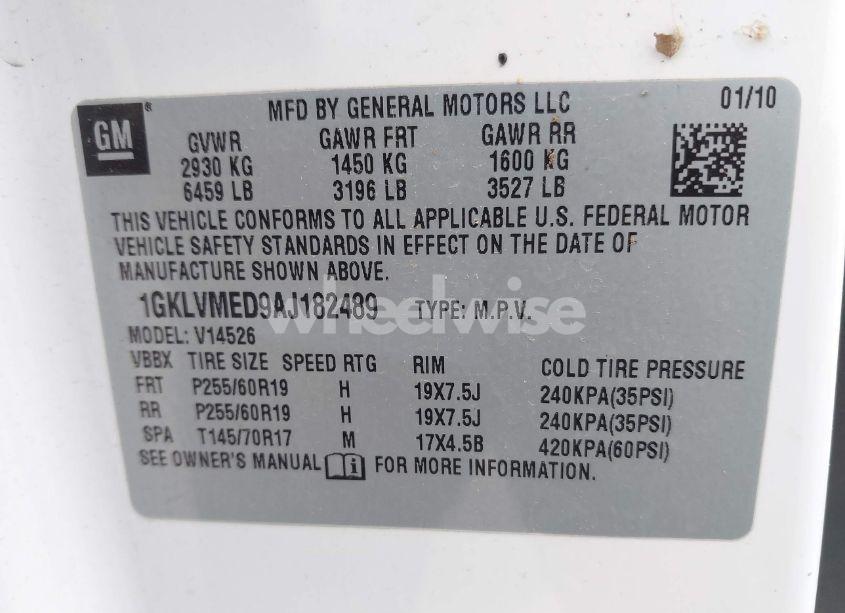 GM ®
MFD BY GENERAL MOTORS LLC 01/10
GVWR GAWR FRT GAWR RR
2930 KG 1450 KG 1600 KG
6459 LB 3196 LB 3527 LB
THIS VEHICLE CONFORMS TO ALL APPLICABLE U.S. FEDERAL MOTOR
VEHICLE SAFETY STANDARDS IN EFFECT ON THE DATE OF
MANUFACTURE SHOWN ABOVE.
1GKLVMED9AJ182489 TYPE: M.P.V.
wheelwise
MODEL: V14526
VBBX TIRE SIZE SPEED RTG RIM COLD TIRE PRESSURE
FRT P255/60R19 H 19X7.5J 240KPA(35PSI)
RR P255/60R19 H 19X7.5J 240KPA(35PSI)
SPA T145/70R17 M 17X4.5B 420KPA(60PSI)
SEE OWNER'S MANUAL i FOR MORE INFORMATION.